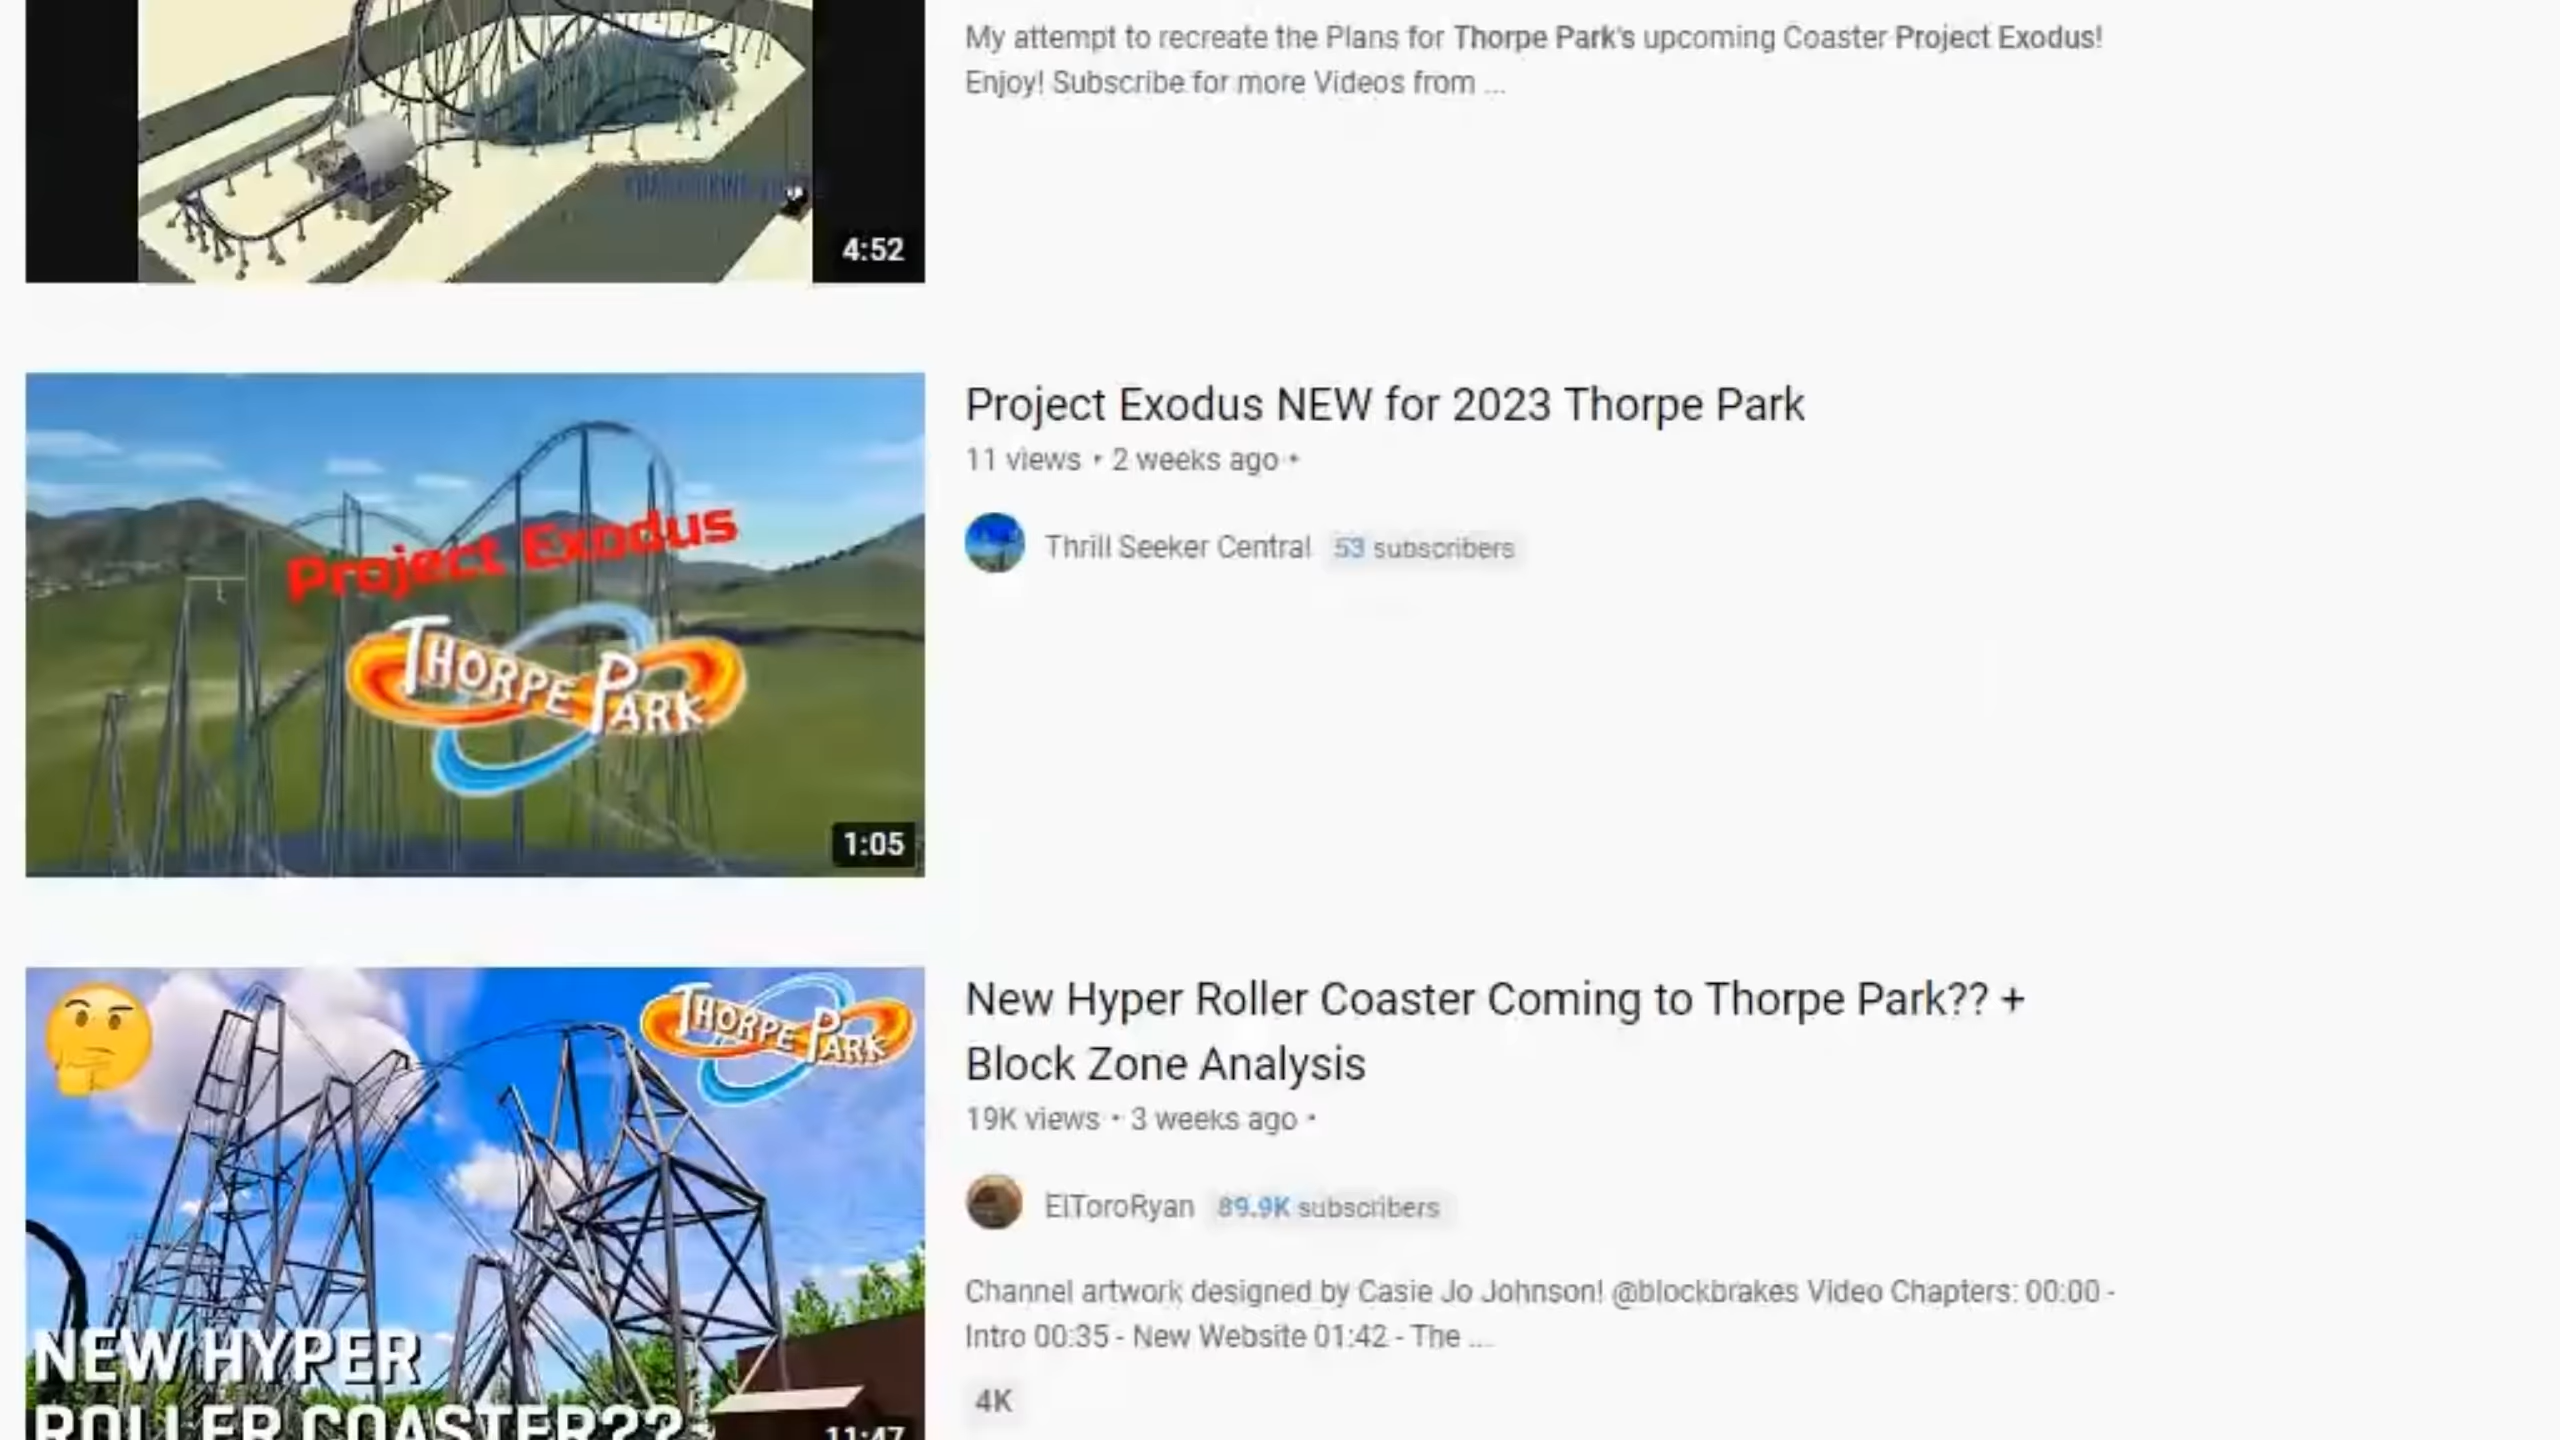 My attempt to recreate the Plans for Thorpe Park's upcoming Coaster Project Exodus!
Enjoy! Subscribe for more Videos from ...
4:52
Project Exodus NEW for 2023 Thorpe Park
11 views • 2 weeks ago •
Thrill Seeker Central 53 subscribers
Project Exodus
THORPE PARK
1:05
New Hyper Roller Coaster Coming to Thorpe Park?? +
Block Zone Analysis
19K views • 3 weeks ago •
ElToroRyan 89.9K subscribers
Channel artwork designed by Casie Jo Johnson! @blockbrakes Video Chapters: 00:00 -
Intro 00:35 - New Website 01:42 - The ...
4K
THORPE PARK
NEW HYPER
ROLLER COASTER??
11:47